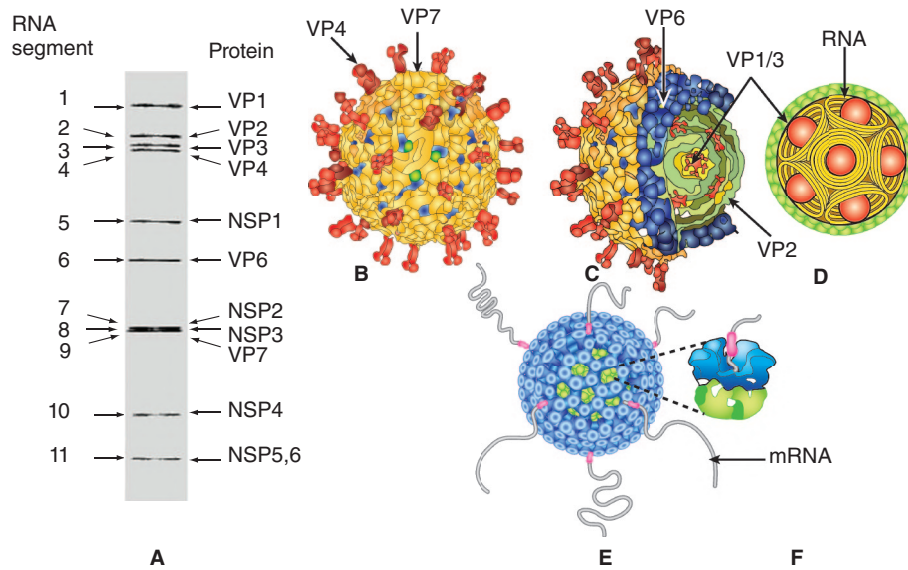 RNA
segment
Protein
1
2
3
4
5
6
7
8
9
10
11
VP1
VP2
VP3
VP4
NSP1
VP6
NSP2
NSP3
VP7
NSP4
NSP5,6
A
VP4
VP7
B
VP6
VP1/3
VP2
C
RNA
D
mRNA
E
F